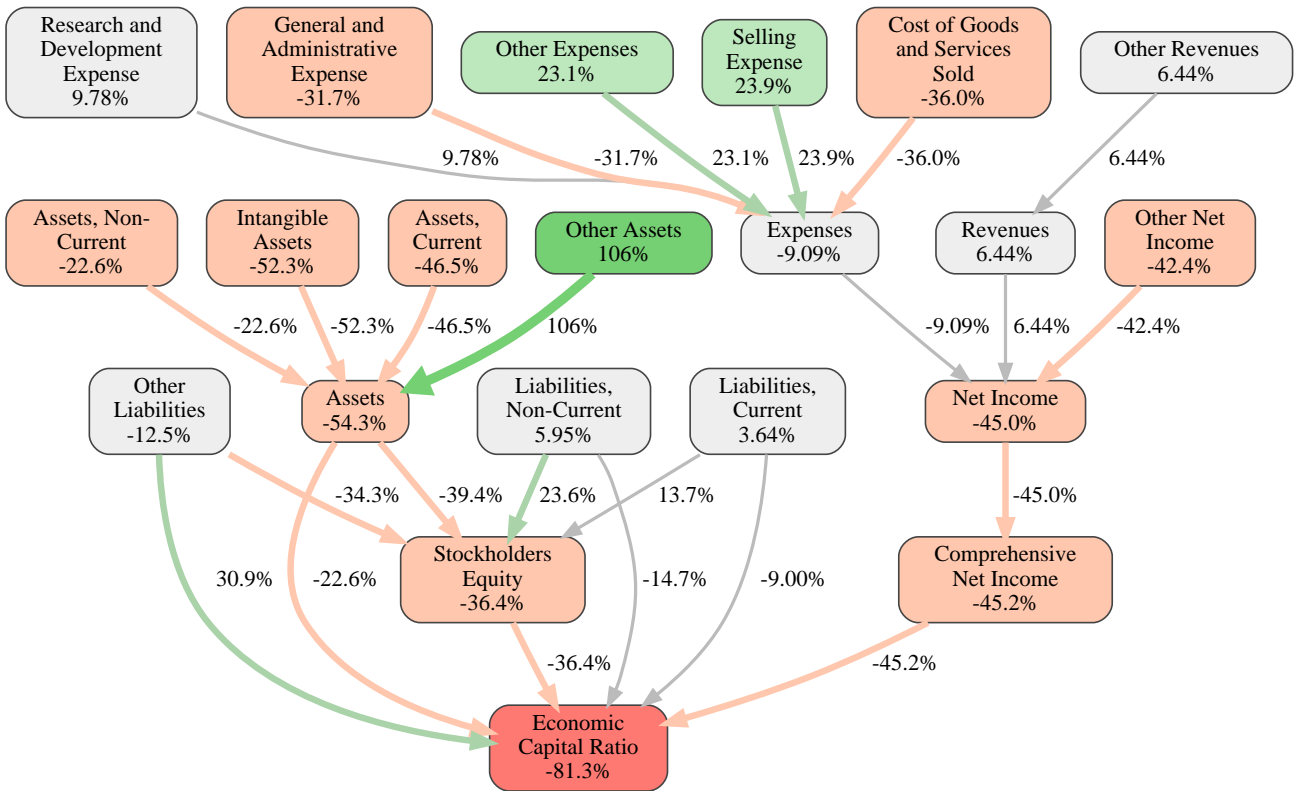 Research and
Development
Expense
9.78%
General and
Administrative
Expense
-31.7%
Other Expenses
23.1%
Selling
Expense
23.9%
Cost of Goods
and Services
Sold
-36.0%
Other Revenues
6.44%
9.78%
-31.7%
23.1%
23.9%
-36.0%
6.44%
Assets, Non-
Current
-22.6%
Intangible
Assets
-52.3%
Assets,
Current
-46.5%
Other Assets
106%
Expenses
-9.09%
Revenues
6.44%
Other Net
Income
-42.4%
-22.6%
-52.3%
-46.5%
106%
-9.09%
6.44%
-42.4%
Other
Liabilities
-12.5%
Assets
-54.3%
Liabilities,
Non-Current
5.95%
Liabilities,
Current
3.64%
Net Income
-45.0%
-34.3%
-39.4%
23.6%
13.7%
-45.0%
Stockholders
Equity
-36.4%
Comprehensive
Net Income
-45.2%
30.9%
-22.6%
-14.7%
-9.00%
-36.4%
-45.2%
Economic
Capital Ratio
-81.3%